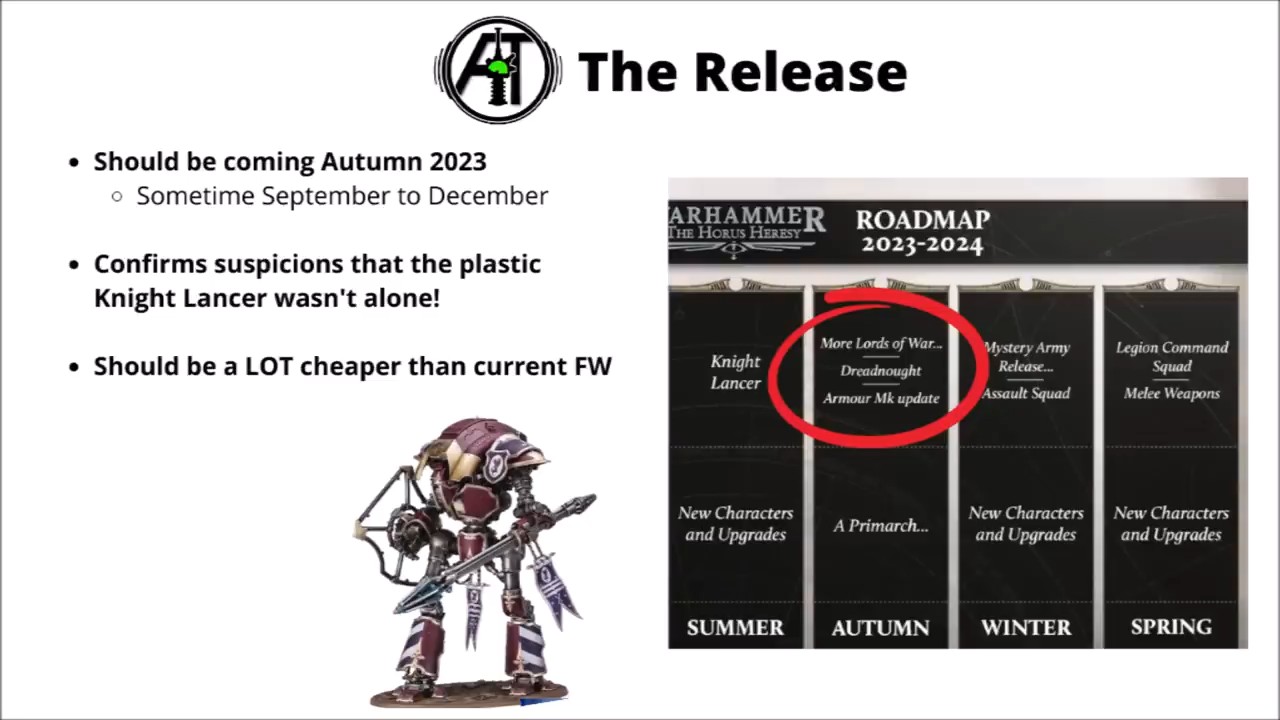 AT
The Release
Should be coming Autumn 2023
Sometime September to December
Confirms suspicions that the plastic
Knight Lancer wasn't alone!
Should be a LOT cheaper than current FW
ARHAMMER
THE HORUS HERESY
ROADMAP
2023-2024
Knight
Lancer
New Characters
and Upgrades
SUMMER
More Lords of War...
Dreadnought
Armour Mk update
A Primarch...
AUTUMN
Mystery Army
Release...
Assault Squad
New Characters
and Upgrades
WINTER
Legion Command
Squad
Melee Weapons
New Characters
and Upgrades
SPRING